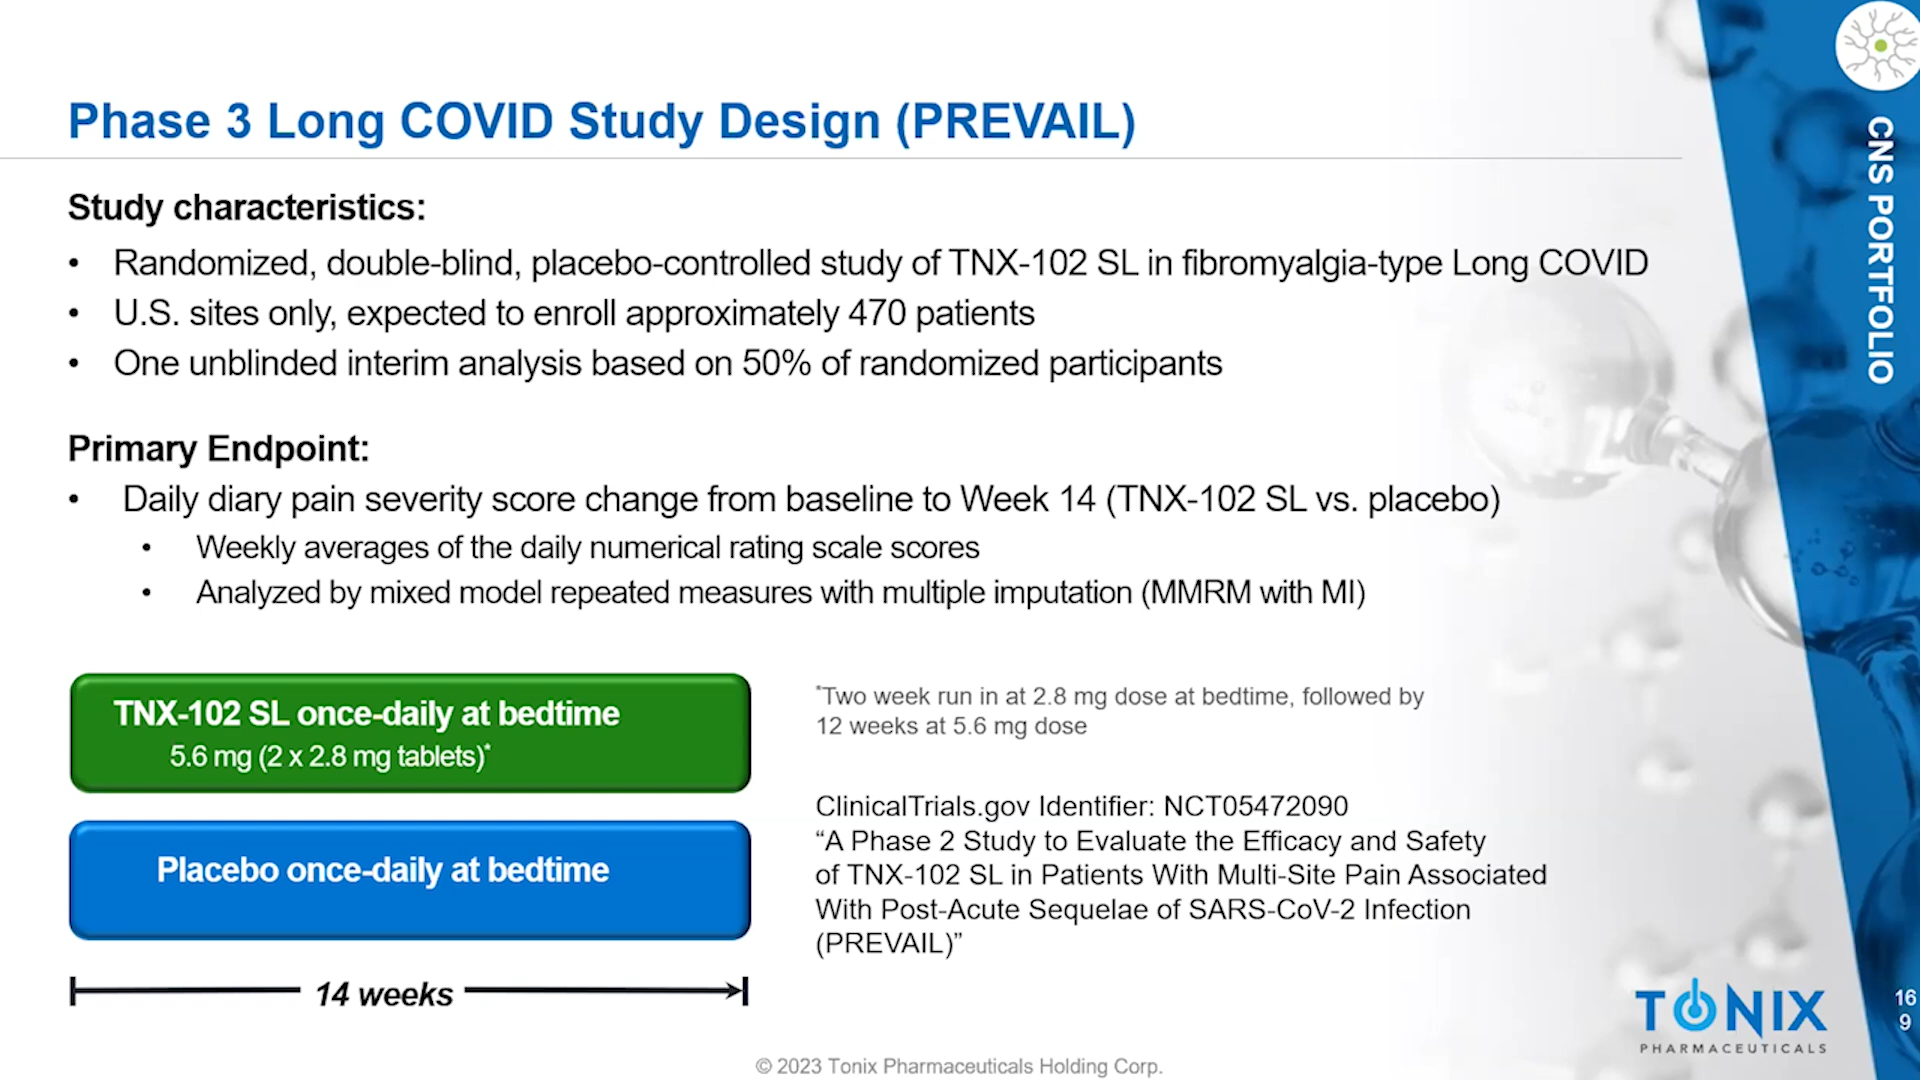 Phase 3 Long COVID Study Design (PREVAIL)
Study characteristics:
• Randomized, double-blind, placebo-controlled study of TNX-102 SL in fibromyalgia-type Long COVID
• U.S. sites only, expected to enroll approximately 470 patients
• One unblinded interim analysis based on 50% of randomized participants
Primary Endpoint:
• Daily diary pain severity score change from baseline to Week 14 (TNX-102 SL vs. placebo)
• Weekly averages of the daily numerical rating scale scores
• Analyzed by mixed model repeated measures with multiple imputation (MMRM with MI)
TNX-102 SL once-daily at bedtime
5.6 mg (2 x 2.8 mg tablets)*
Placebo once-daily at bedtime
14 weeks
*Two week run in at 2.8 mg dose at bedtime, followed by
12 weeks at 5.6 mg dose
ClinicalTrials.gov Identifier: NCT05472090
“A Phase 2 Study to Evaluate the Efficacy and Safety
of TNX-102 SL in Patients With Multi-Site Pain Associated
With Post-Acute Sequelae of SARS-CoV-2 Infection
(PREVAIL)”
CNS PORTFOLIO
TONIX
PHARMACEUTICALS
16
9
© 2023 Tonix Pharmaceuticals Holding Corp.